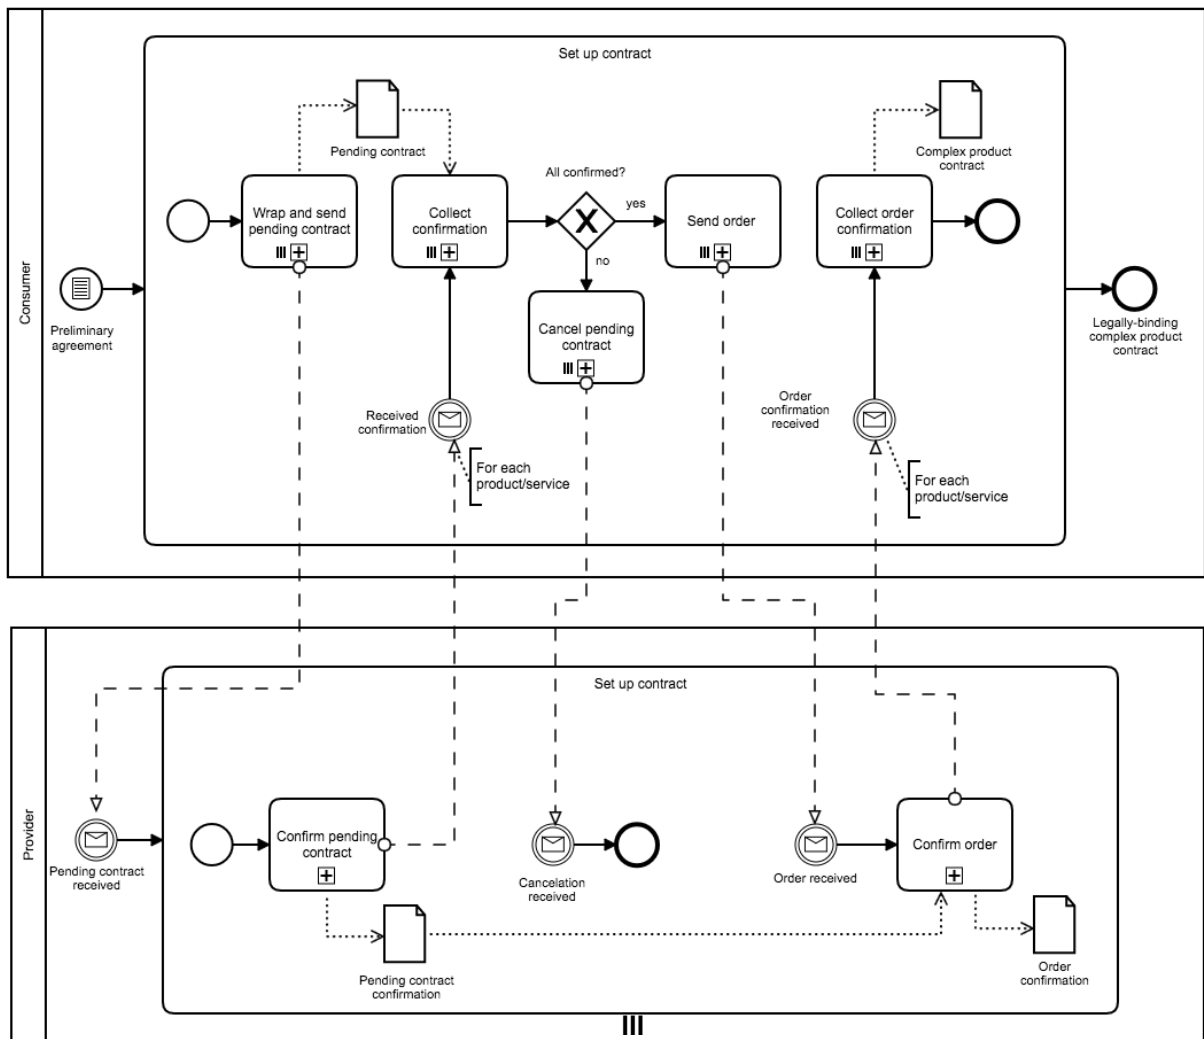 Set up contract
Pending contract
Complex product
contract
All confirmed?
Wrap and send
pending contract
Collect
confirmation
yes
Send order
Collect order
confirmation
no
Consumer
Preliminary
agreement
Cancel pending
contract
Legally-binding
complex product
contract
Received
confirmation
Order
confirmation
received
For each
product/service
For each
product/service
Set up contract
Provider
Pending contract
received
Confirm pending
contract
Cancelation
received
Order received
Confirm order
Pending contract
confirmation
Order
confirmation